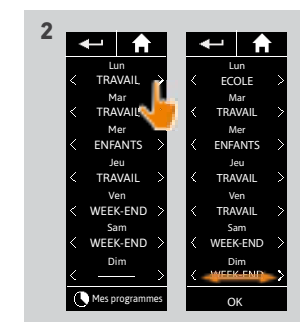 2
Lun
TRAVAIL
Mar
TRAVAIL
Mer
ENFANTS
Jeu
TRAVAIL
Ven
WEEK-END
Sam
WEEK-END
Dim
Mes programmes
Lun
ECOLE
Mar
TRAVAIL
Mer
ENFANTS
Jeu
TRAVAIL
Ven
TRAVAIL
Sam
WEEK-END
Dim
WEEK-END
OK